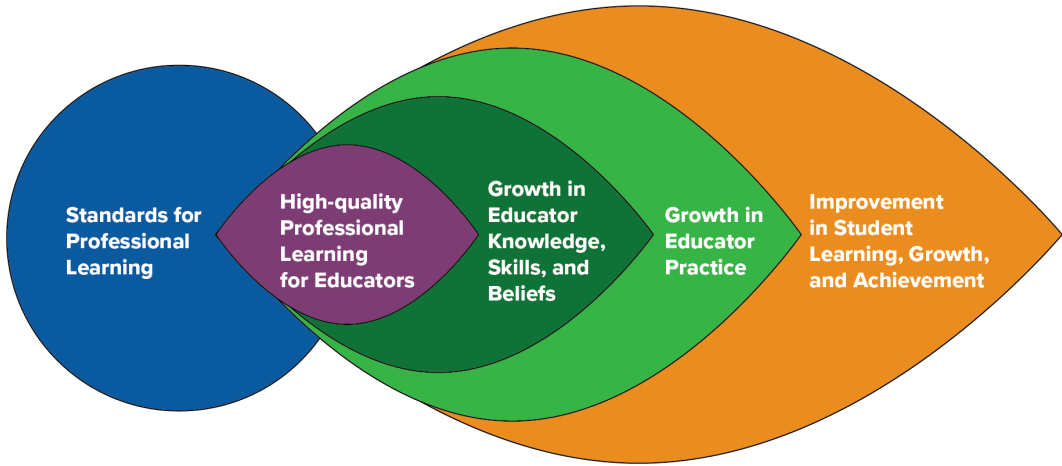 Standards for
Professional
Learning
High-quality
Professional
Learning
for Educators
Growth in
Educator
Knowledge,
Skills, and
Beliefs
Growth in
Educator
Practice
Improvement
in Student
Learning, Growth,
and Achievement